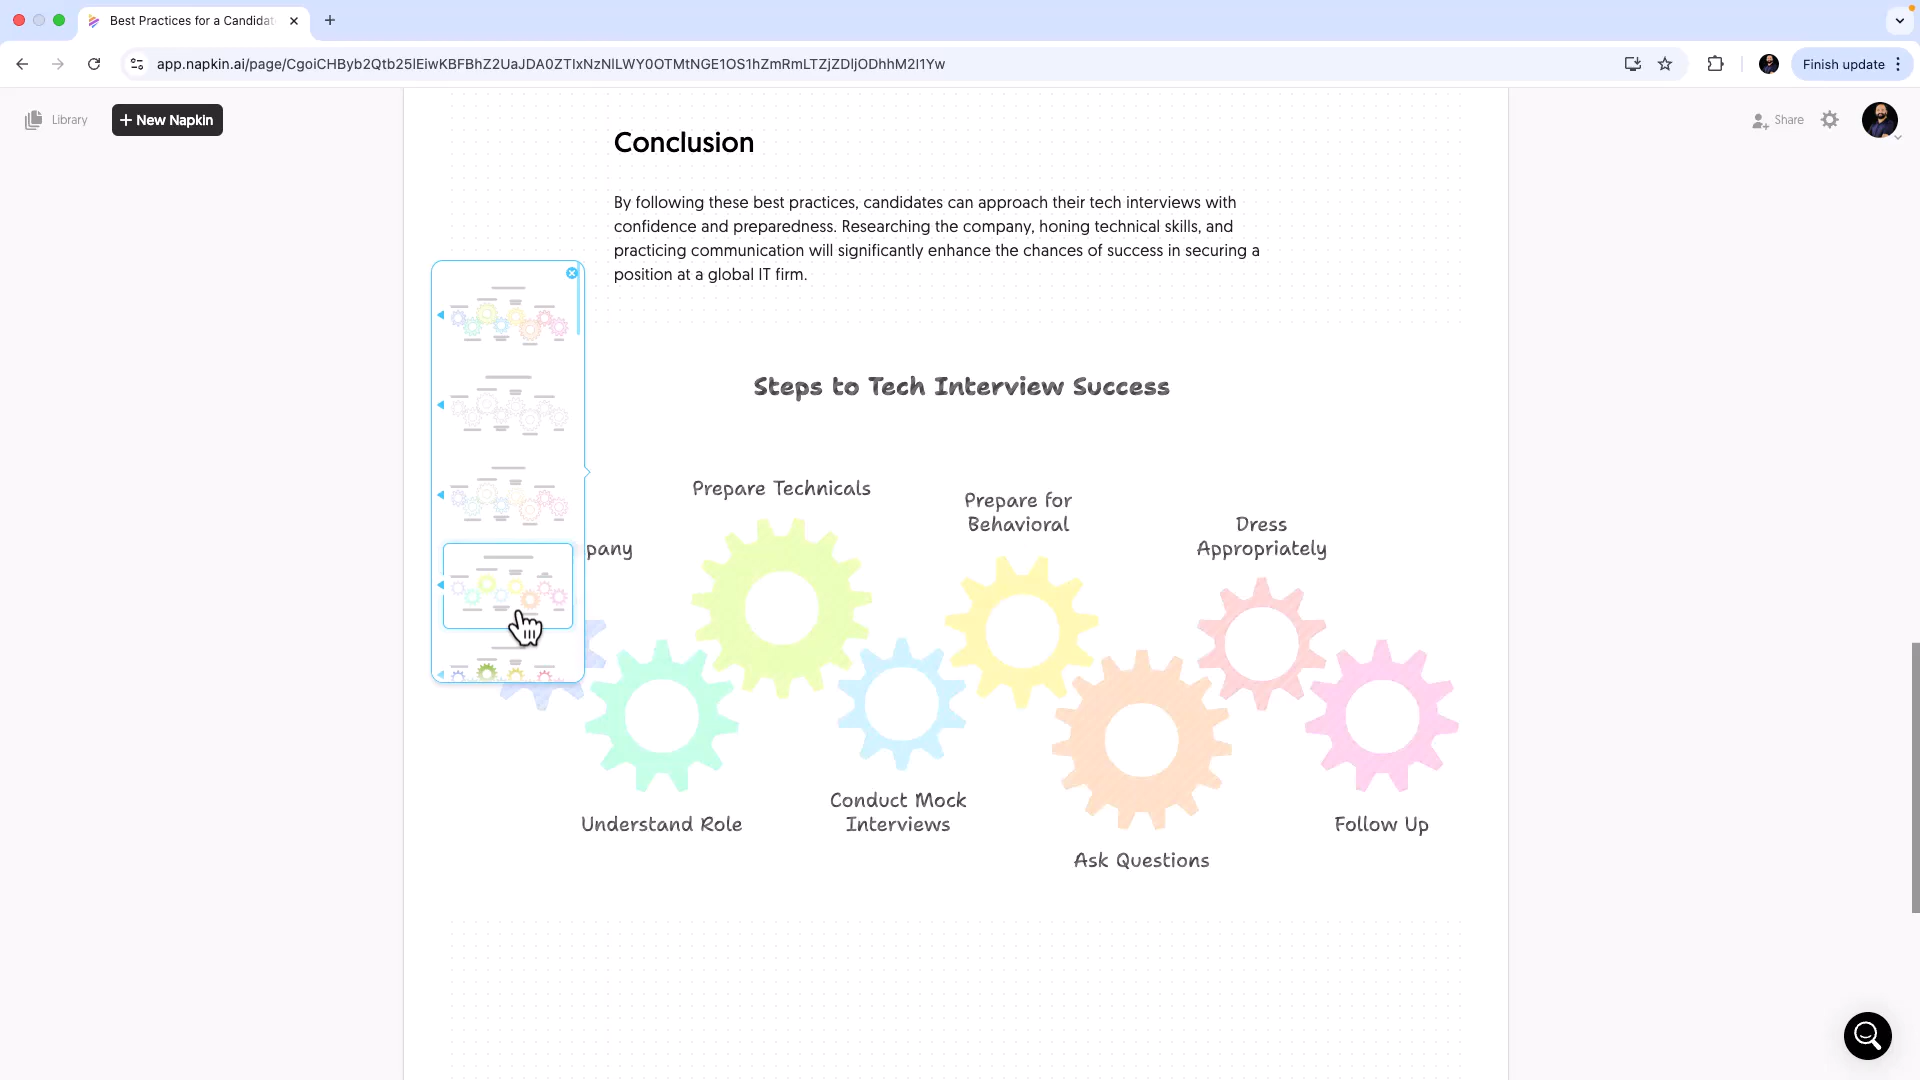 Best Practices for a Candidat
app.napkin.ai/page/CgoiCHByb2Qtb25lEiwKBFBhZ2UaJDA0ZTIxNzNlLWY0OTMtNGE1OS1hZmRmLTZjZDljODhhM2I1Yw
Finish update
Library
+ New Napkin
Share
Conclusion
By following these best practices, candidates can approach their tech interviews with
confidence and preparedness. Researching the company, honing technical skills, and
practicing communication will significantly enhance the chances of success in securing a
position at a global IT firm.
Steps to Tech Interview Success
Prepare Technicals
Prepare for
Behavioral
Dress
Appropriately
pany
Understand Role
Conduct Mock
Interviews
Ask Questions
Follow Up